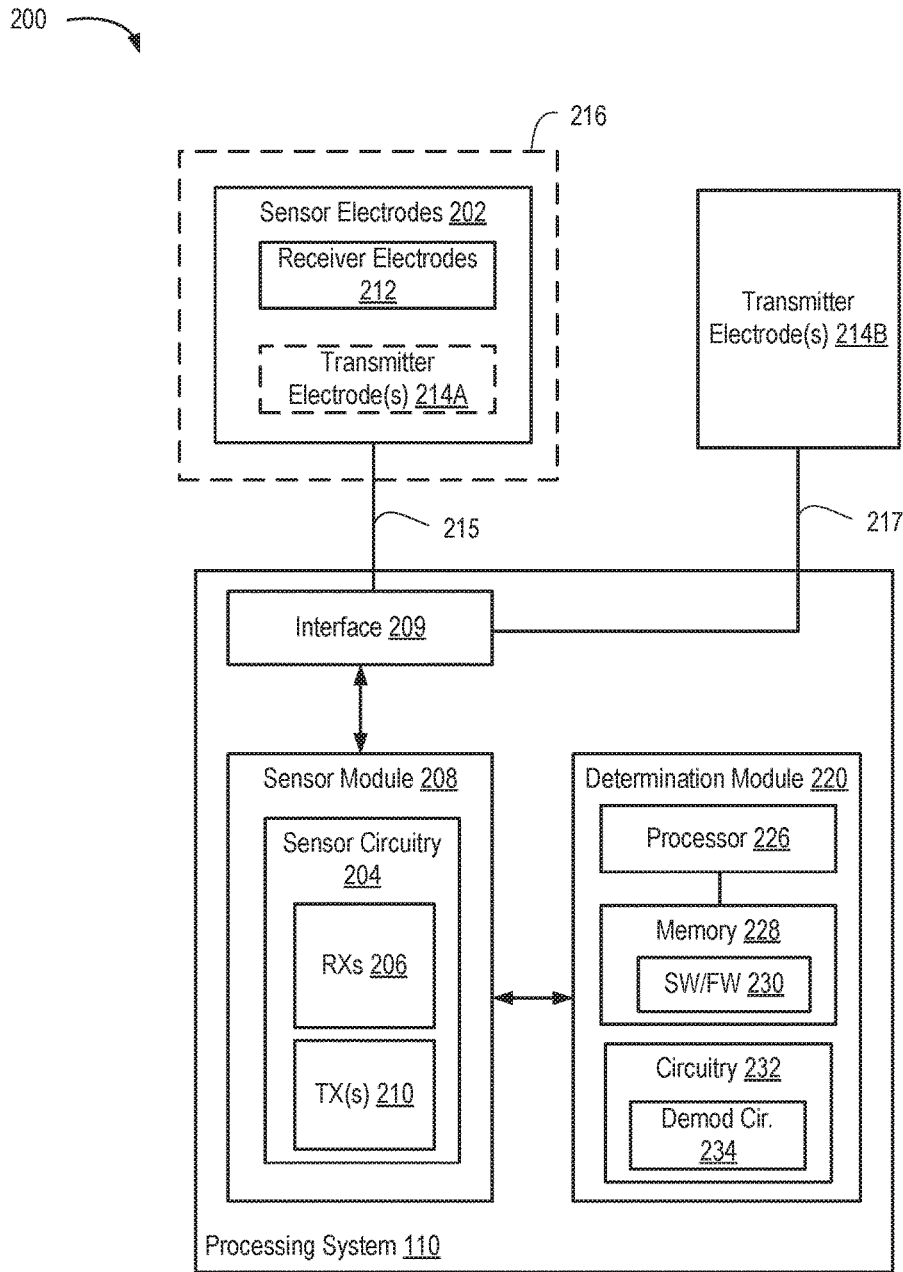 200
216
Sensor Electrodes 202
Receiver Electrodes
212
Transmitter
Electrode(s) 214A
Transmitter
Electrode(s) 214B
215
217
Interface 209
Sensor Module 208
Sensor Circuitry
204
RXs 206
TX(s) 210
Determination Module 220
Processor 226
Memory 228
SW/FW 230
Circuitry 232
Demod Cir.
234
Processing System 110